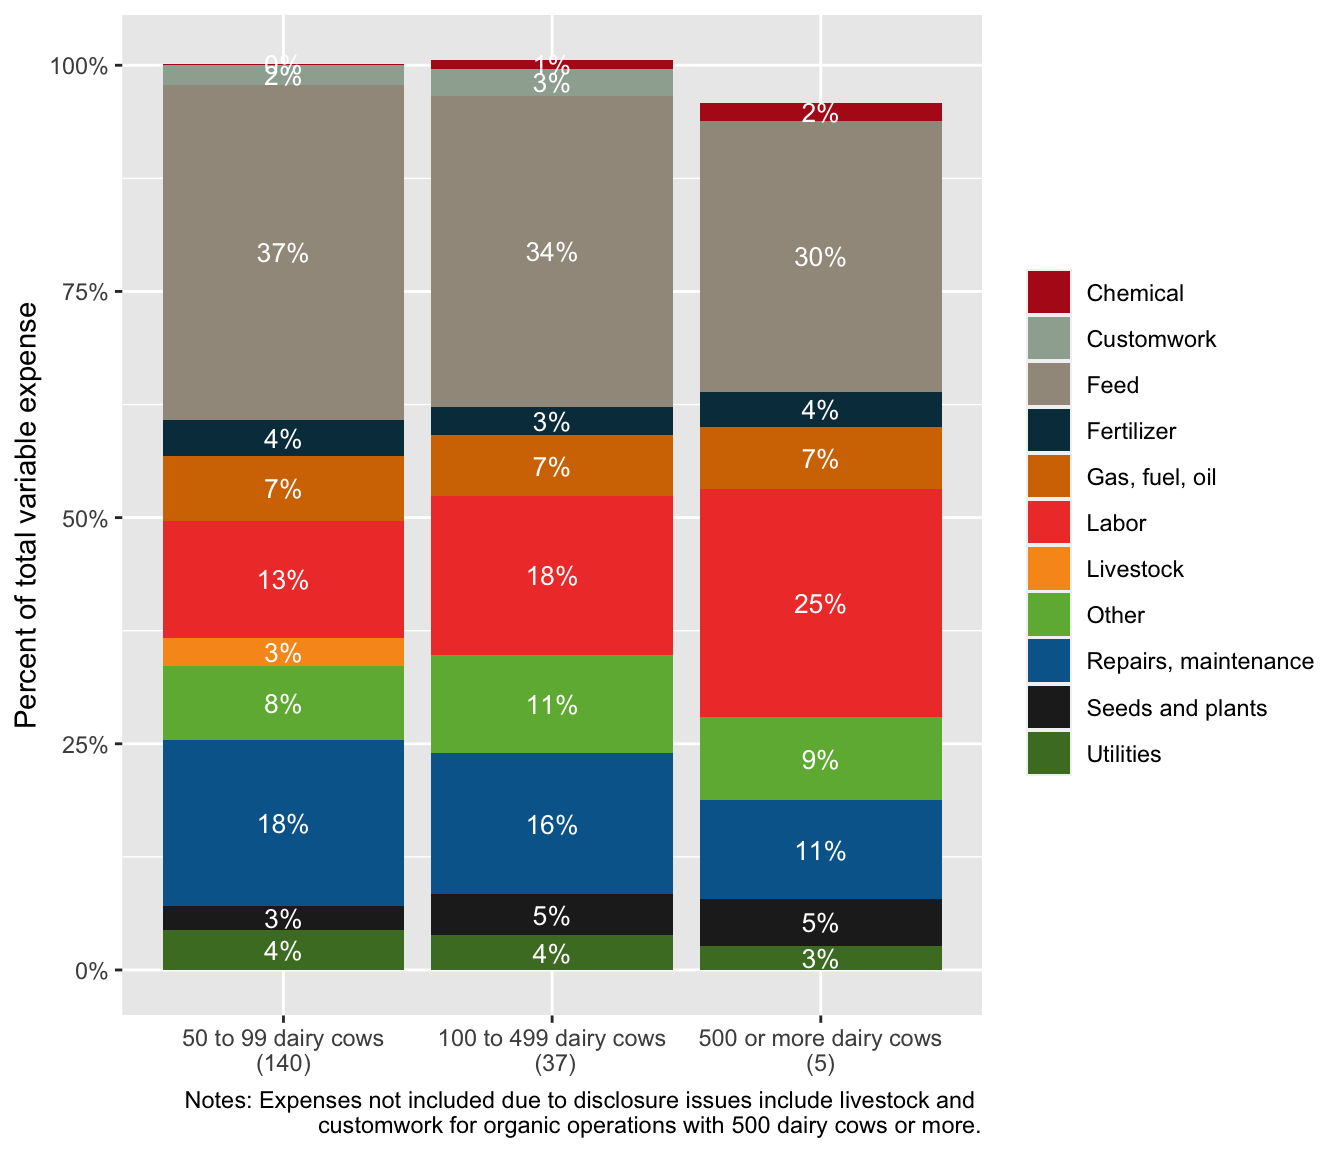 100%
75%
50%
25%
0%
Percent of total variable expense
0%
2%
37%
4%
7%
13%
3%
8%
18%
3%
4%
1%
3%
34%
3%
7%
18%
11%
16%
5%
4%
2%
30%
4%
7%
25%
9%
11%
5%
3%
50 to 99 dairy cows
(140)
100 to 499 dairy cows
(37)
500 or more dairy cows
(5)
Chemical
Customwork
Feed
Fertilizer
Gas, fuel, oil
Labor
Livestock
Other
Repairs, maintenance
Seeds and plants
Utilities
Notes: Expenses not included due to disclosure issues include livestock and
customwork for organic operations with 500 dairy cows or more.